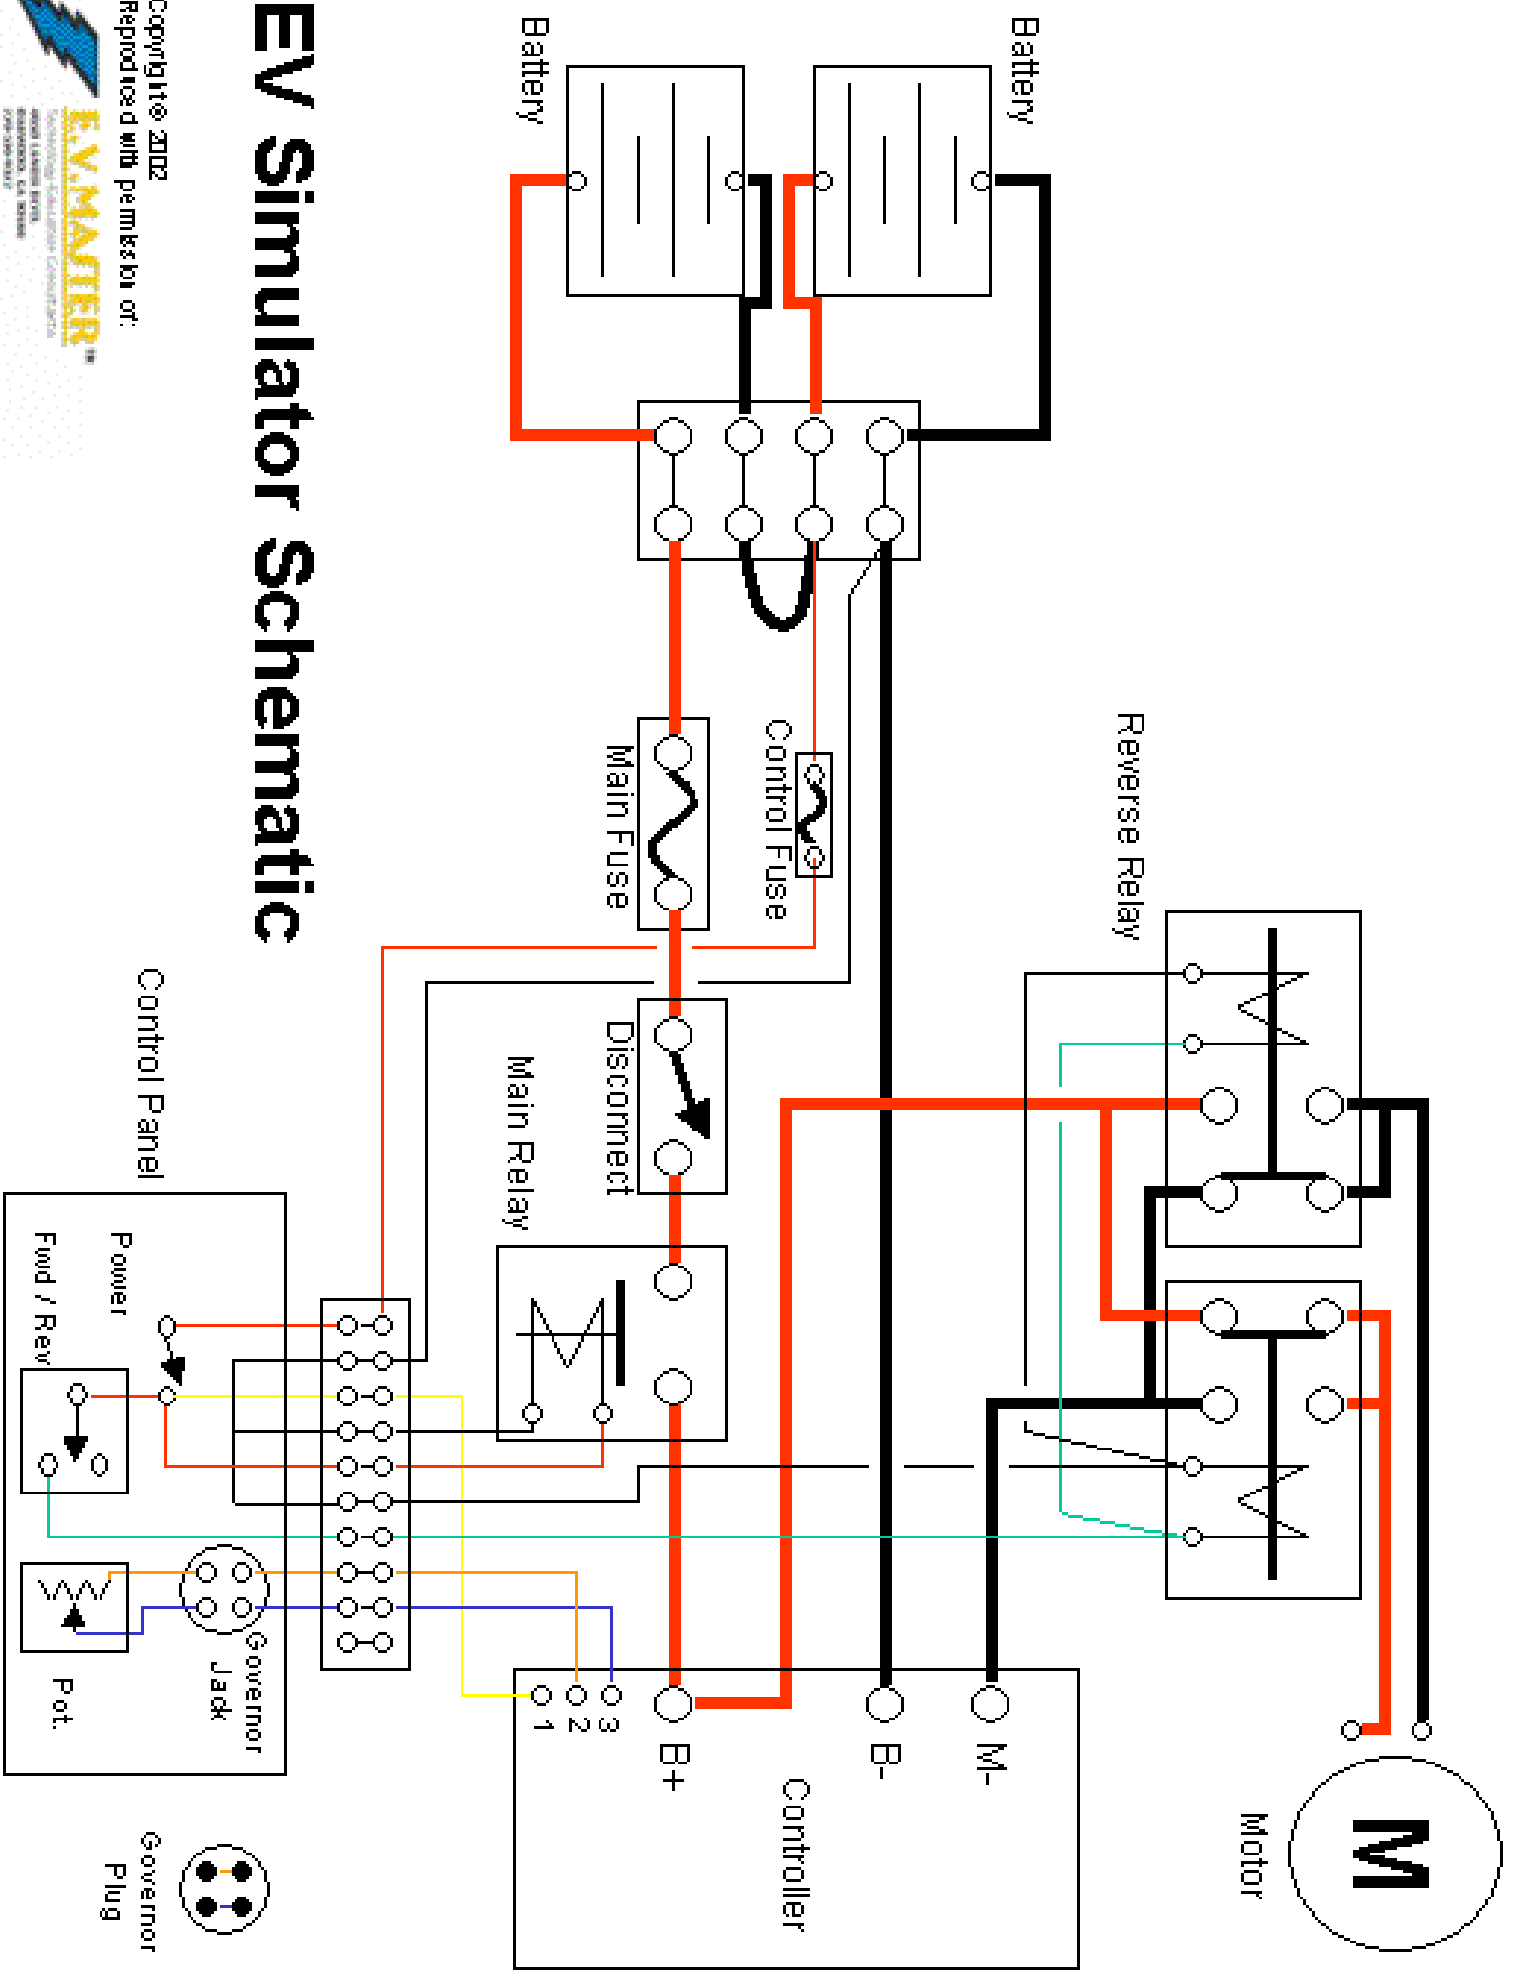 EV Simulator Schematic
Copyright © 2002
Reproduced with permission of:
E.V.MASTER™
Battery
Battery
Main Fuse
Control Fuse
Reverse Relay
Disconnect
Main Relay
Control Panel
Power
Fwd / Rev
Governor
Jack
Pot.
Governor
Plug
1
2
3
B+
B-
M-
Controller
Motor
M